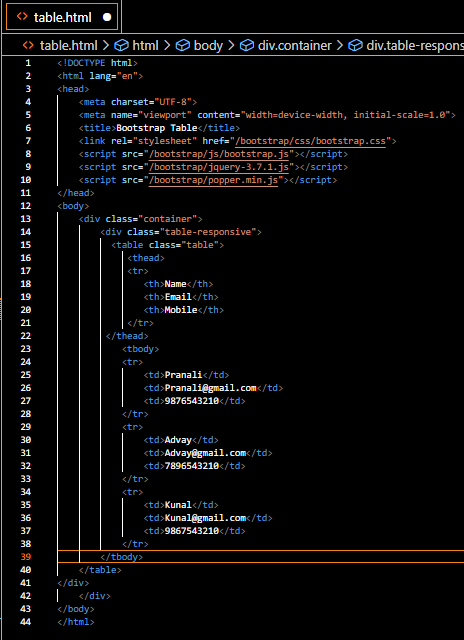 table.html
table.html > html > body > div.container > div.table-respons
1 <!DOCTYPE html>
2 <html lang="en">
3 <head>
4     <meta charset="UTF-8">
5     <meta name="viewport" content="width=device-width, initial-scale=1.0">
6     <title>Bootstrap Table</title>
7     <link rel="stylesheet" href="/bootstrap/css/bootstrap.css">
8     <script src="/bootstrap/js/bootstrap.js"></script>
9     <script src="/bootstrap/jquery-3.7.1.js"></script>
10     <script src="/bootstrap/popper.min.js"></script>
11 </head>
12 <body>
13     <div class="container">
14         <div class="table-responsive">
15           <table class="table">
16              <thead>
17              <tr>
18                 <th>Name</th>
19                 <th>Email</th>
20                 <th>Mobile</th>
21              </tr>
22          </thead>
23             <tbody>
24             <tr>
25                 <td>Pranali</td>
26                 <td>Pranali@gmail.com</td>
27                 <td>9876543210</td>
28             </tr>
29             <tr>
30                 <td>Advay</td>
31                 <td>Advay@gmail.com</td>
32                 <td>7896543210</td>
33             </tr>
34             <tr>
35                 <td>Kunal</td>
36                 <td>Kunal@gmail.com</td>
37                 <td>9867543210</td>
38             </tr>
39         </tbody>
40     </table>
41 </div>
42     </div>
43 </body>
44 </html>